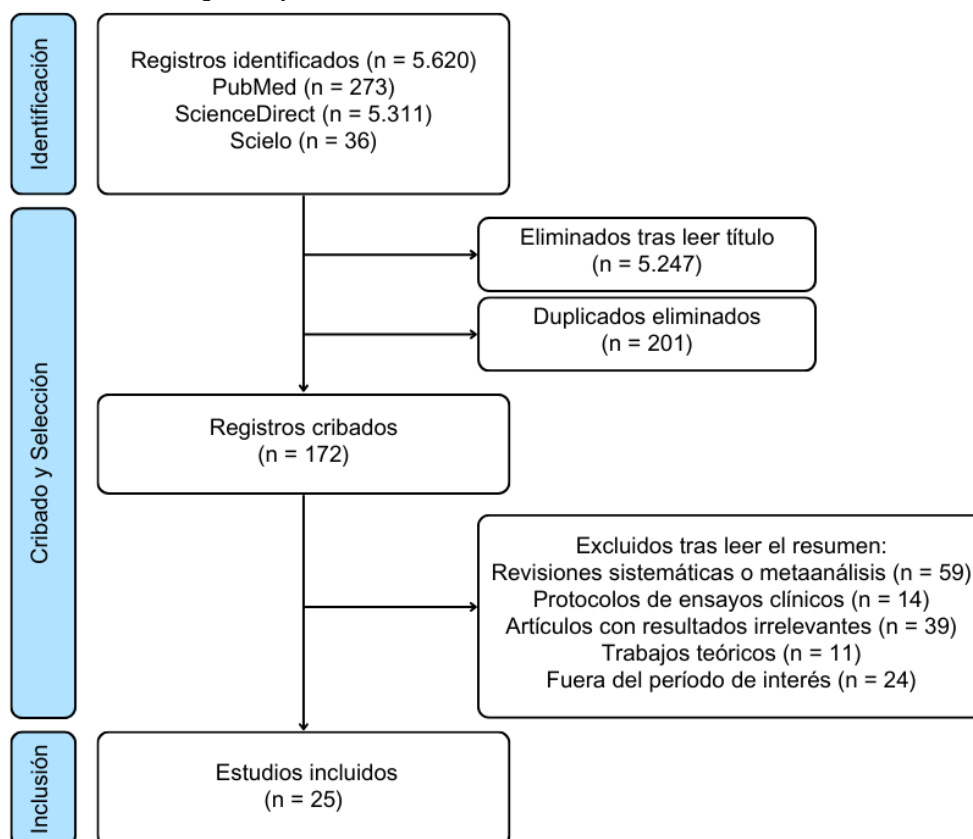 Identificación
Registros identificados (n = 5.620)
PubMed (n = 273)
ScienceDirect (n = 5.311)
Scielo (n = 36)
Cribado y Selección
Eliminados tras leer título
(n = 5.247)
Duplicados eliminados
(n = 201)
Registros cribados
(n = 172)
Excluidos tras leer el resumen:
Revisiones sistemáticas o metaanálisis (n = 59)
Protocolos de ensayos clínicos (n = 14)
Artículos con resultados irrelevantes (n = 39)
Trabajos teóricos (n = 11)
Fuera del período de interés (n = 24)
Inclusión
Estudios incluidos
(n = 25)